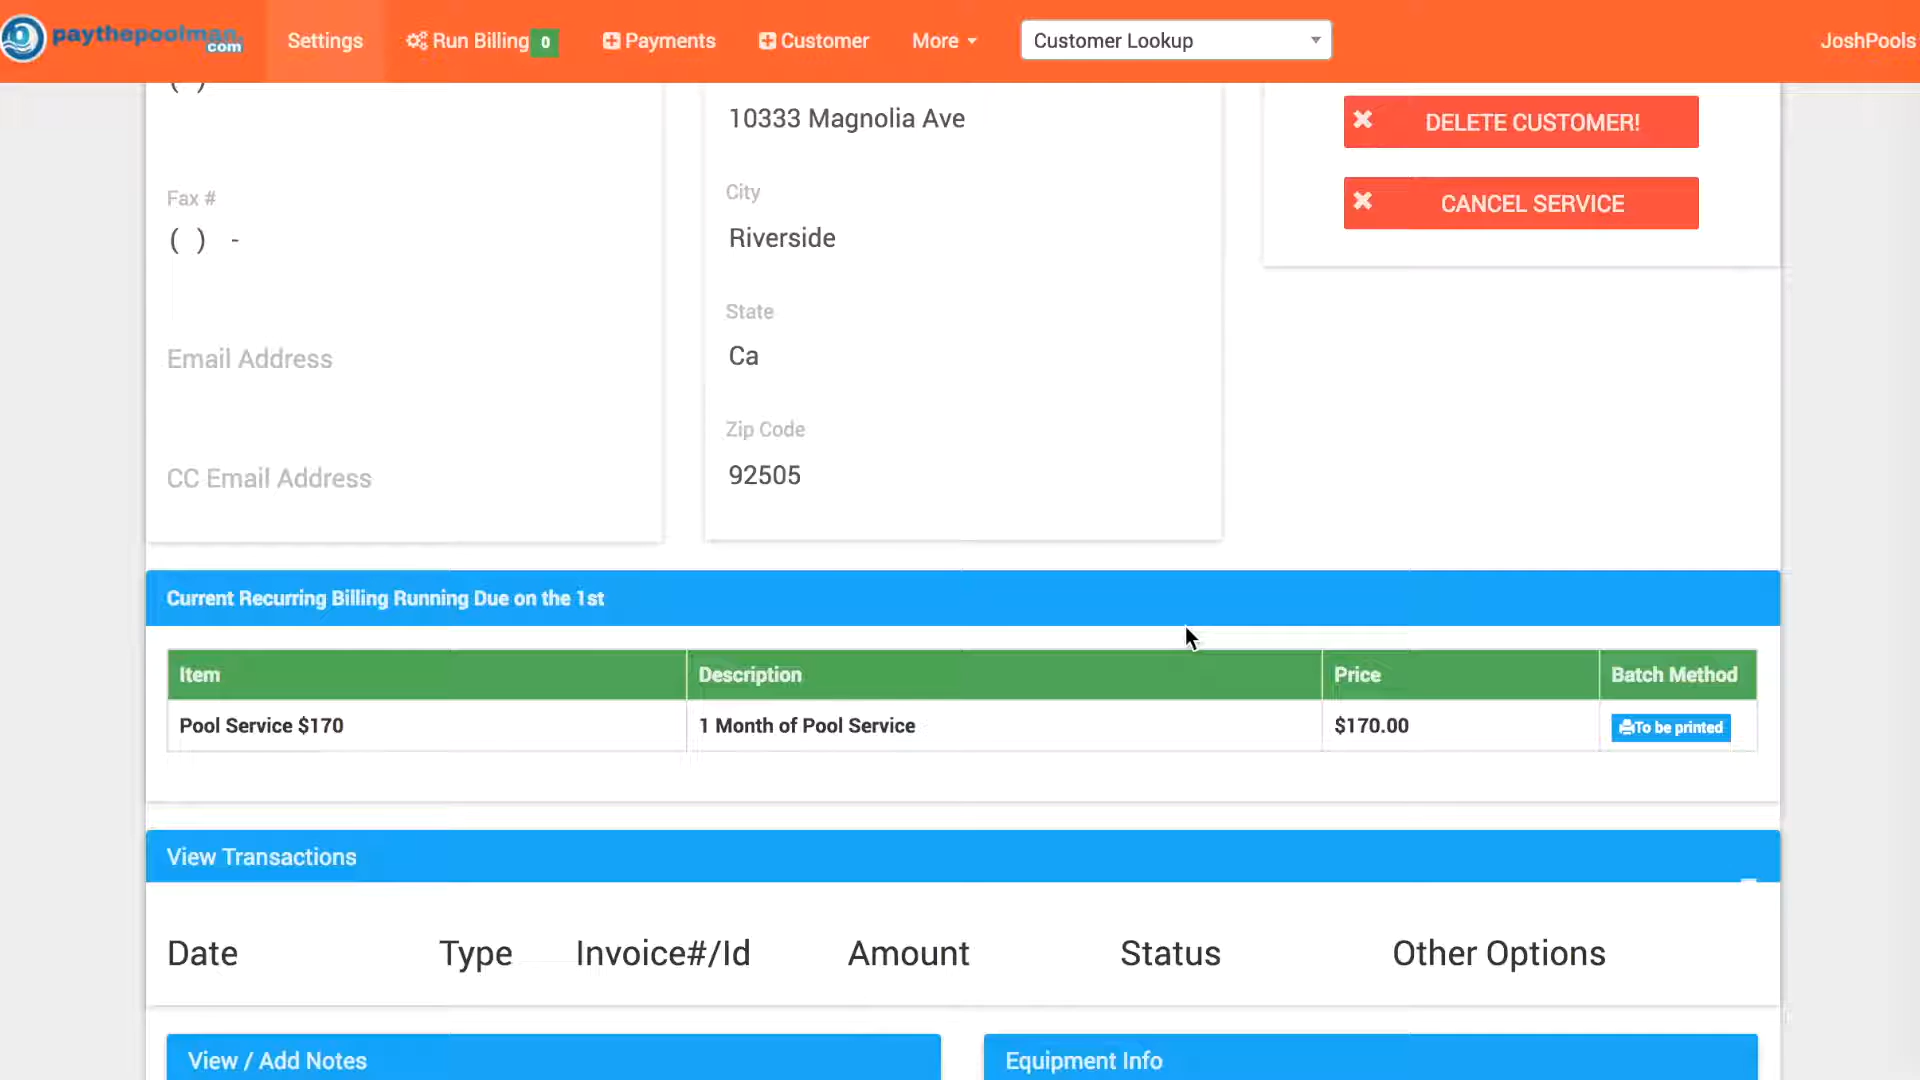 paythepoolman.com
Settings
Run Billing 0
Payments
Customer
More
Customer Lookup
JoshPools
( )
Fax #
( ) -
Email Address
CC Email Address
10333 Magnolia Ave
City
Riverside
State
Ca
Zip Code
92505
DELETE CUSTOMER!
CANCEL SERVICE
Current Recurring Billing Running Due on the 1st
Item Description Price Batch Method
Pool Service $170 1 Month of Pool Service $170.00 To be printed
View Transactions
Date Type Invoice#/Id Amount Status Other Options
View / Add Notes
Equipment Info